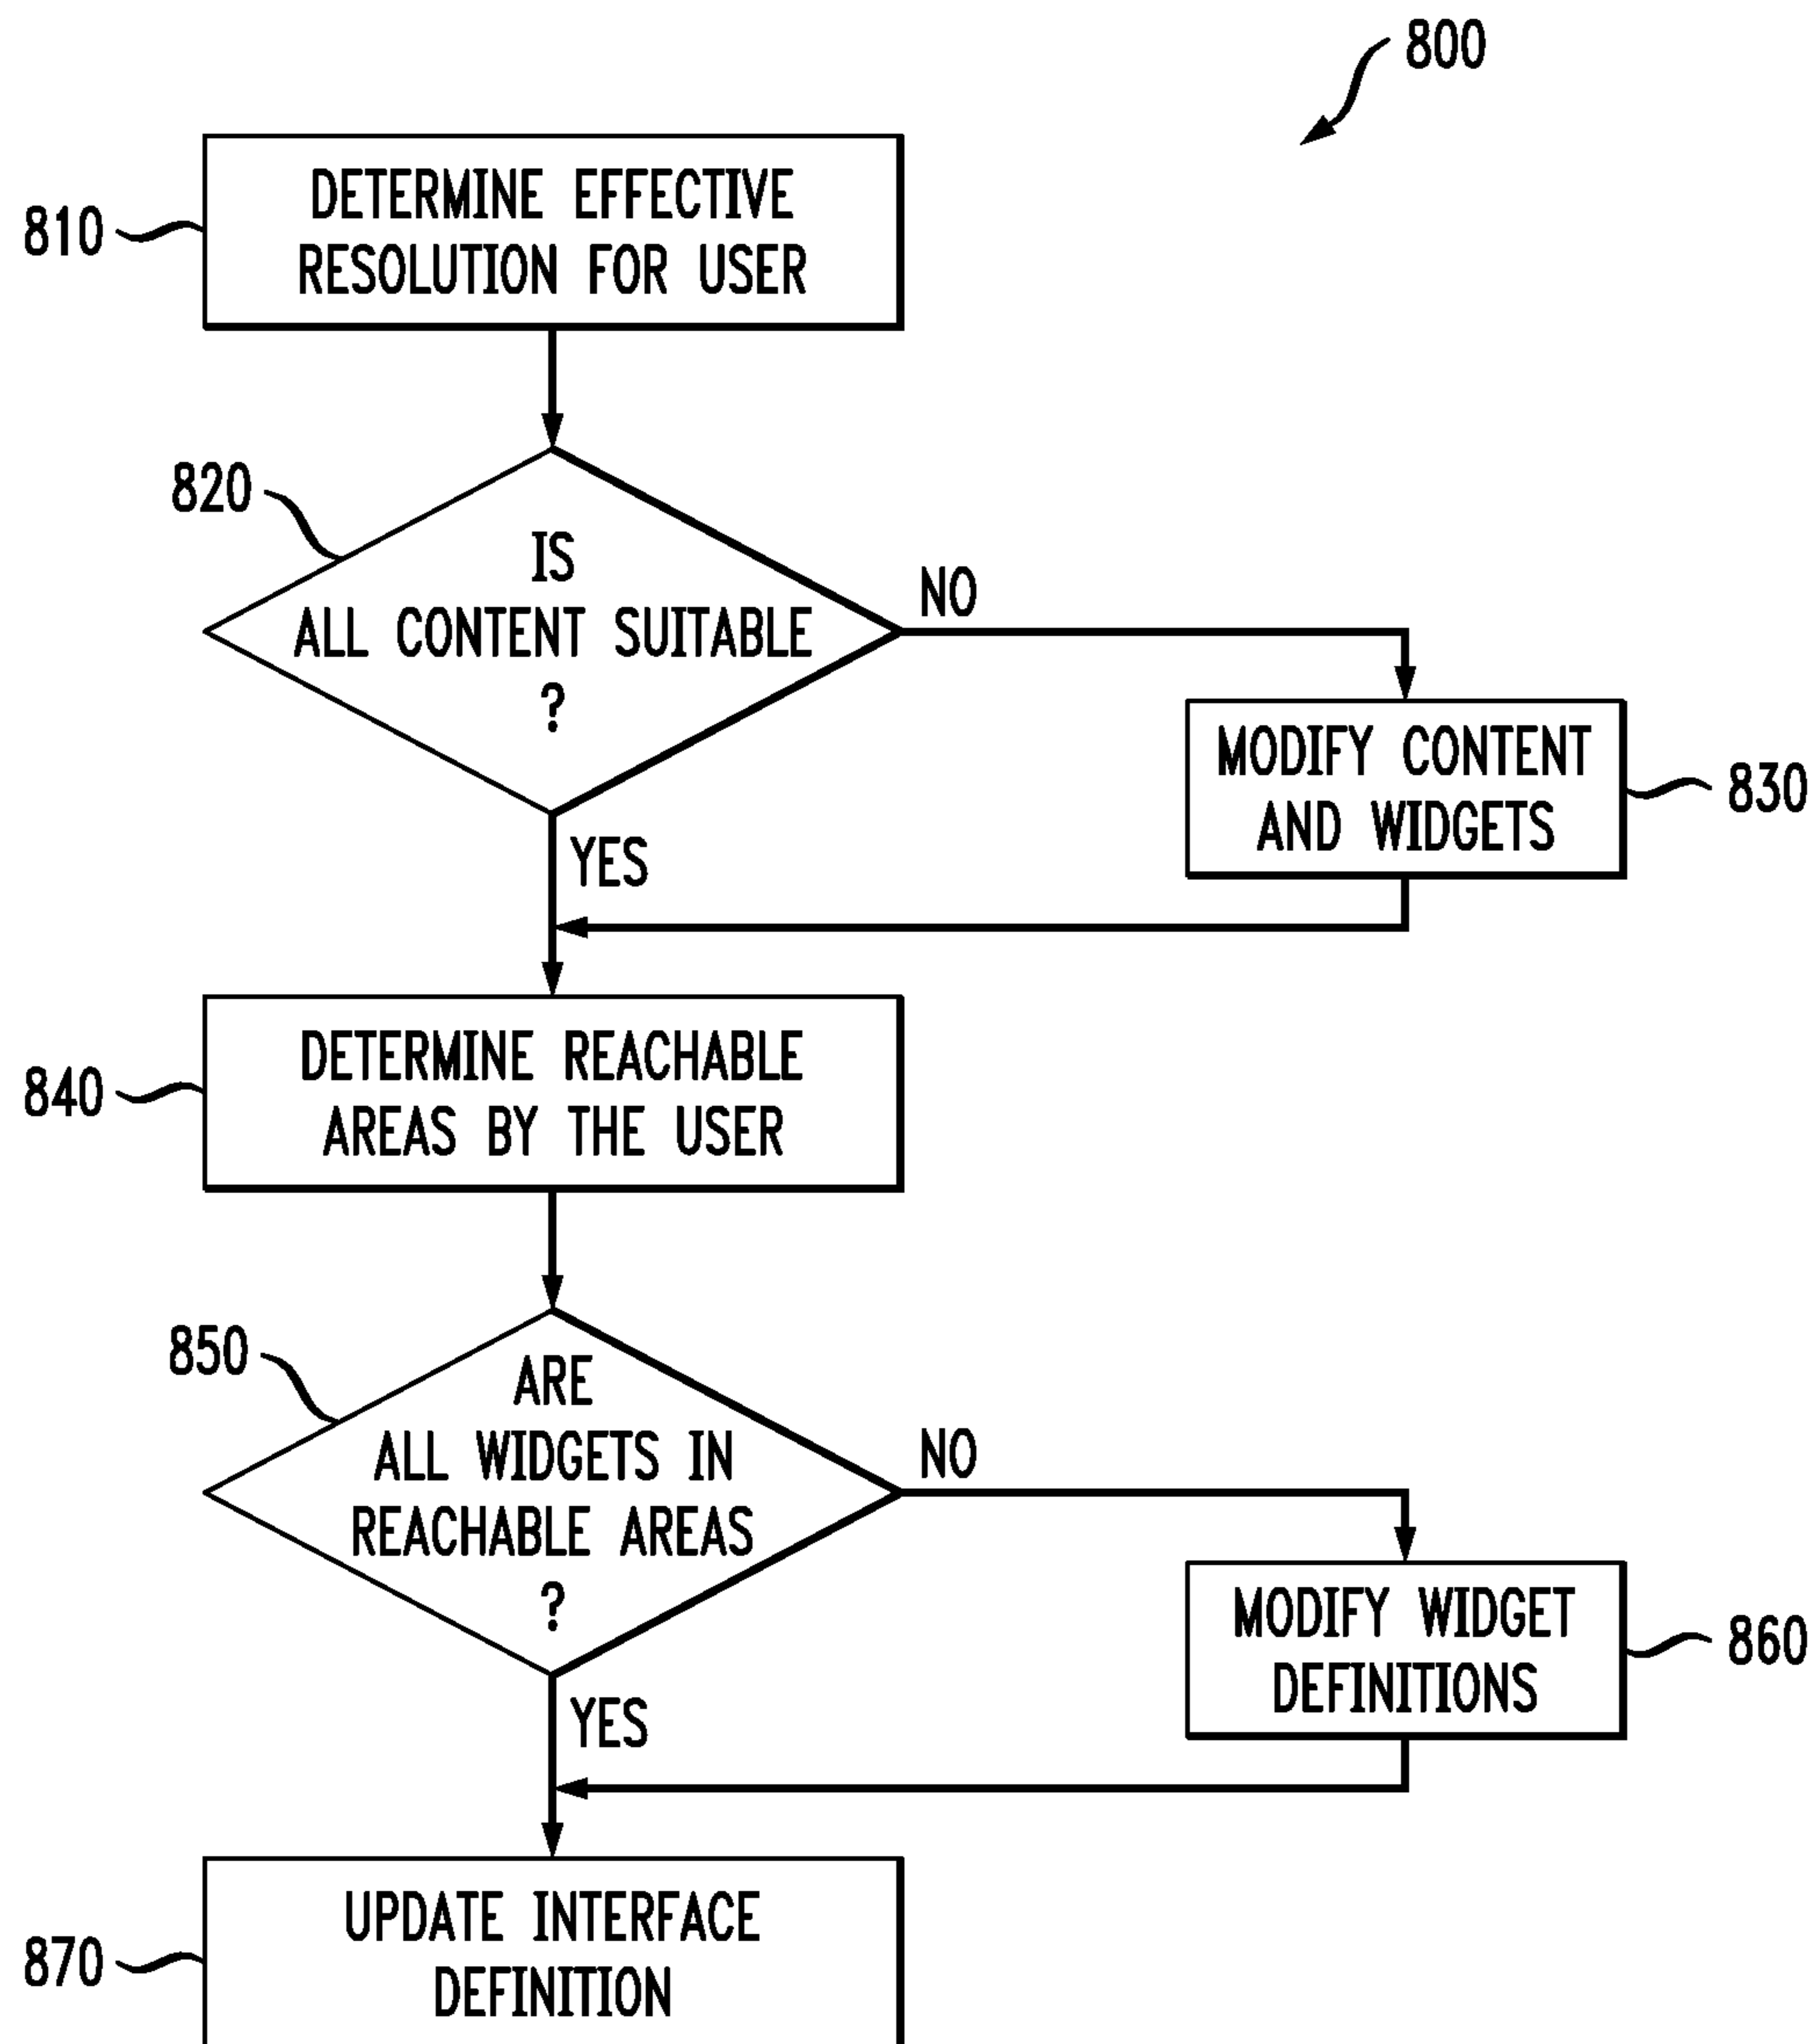 800
810
DETERMINE EFFECTIVE
RESOLUTION FOR USER
820
IS
ALL CONTENT SUITABLE
?
NO
YES
MODIFY CONTENT
AND WIDGETS
830
840
DETERMINE REACHABLE
AREAS BY THE USER
850
ARE
ALL WIDGETS IN
REACHABLE AREAS
?
NO
YES
MODIFY WIDGET
DEFINITIONS
860
870
UPDATE INTERFACE
DEFINITION